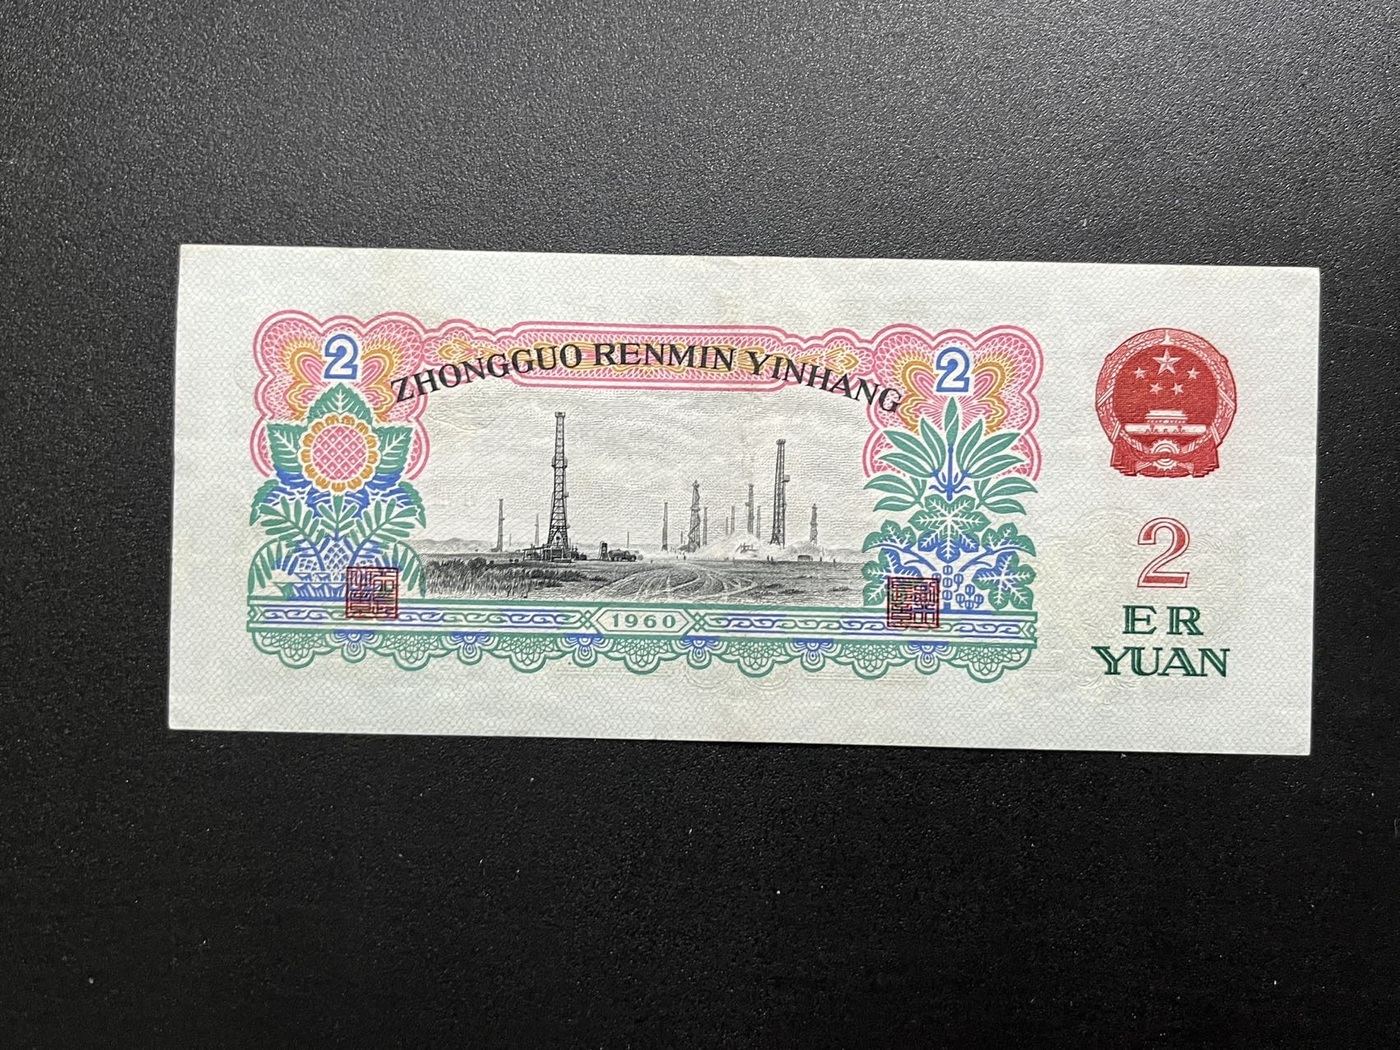 ZHONGGUO RENMIN YINHANG
2
2
1960
2
ER
YUAN